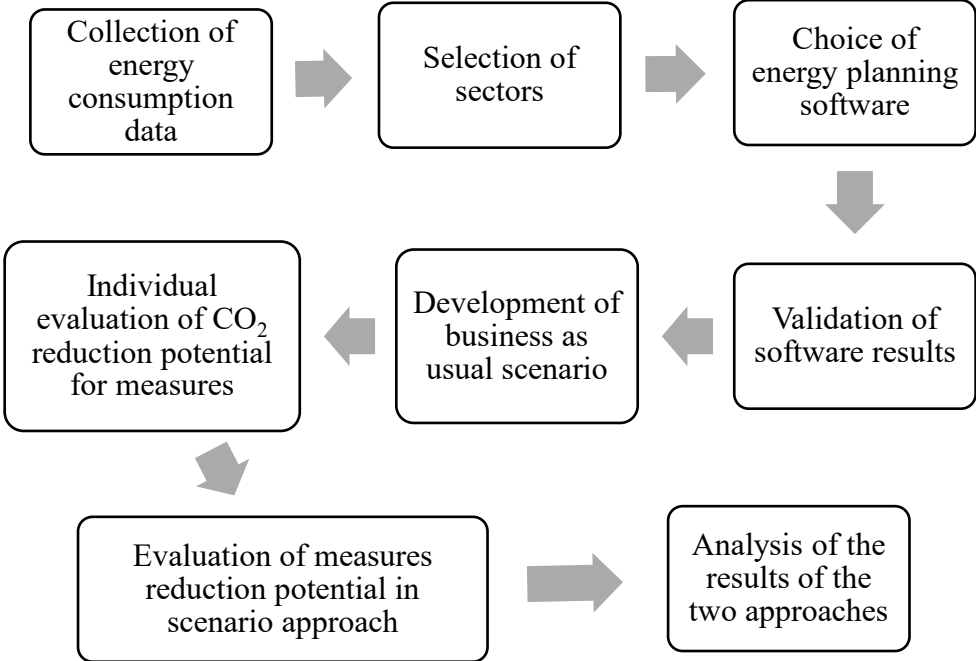 Collection of
energy
consumption
data
Selection of
sectors
Choice of
energy planning
software
Validation of
software results
Development of
business as
usual scenario
Individual
evaluation of CO₂
reduction potential
for measures
Evaluation of measures
reduction potential in
scenario approach
Analysis of the
results of the
two approaches